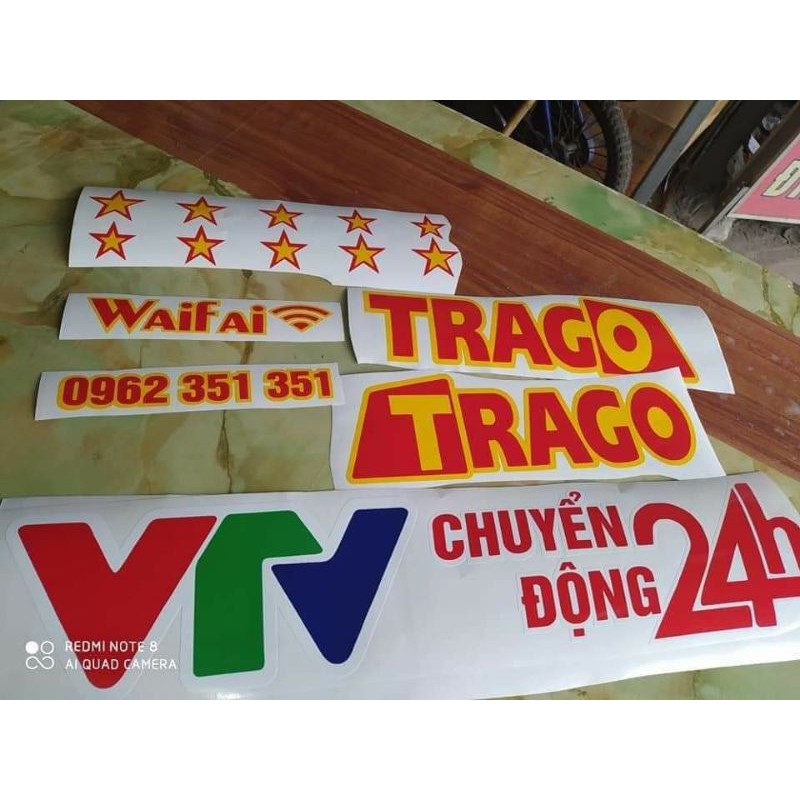 WAifAi
TRAGO
0962 351 351
TRAGO
VTV
CHUYỂN
ĐỘNG
24h
REDMI NOTE 8
AI QUAD CAMERA